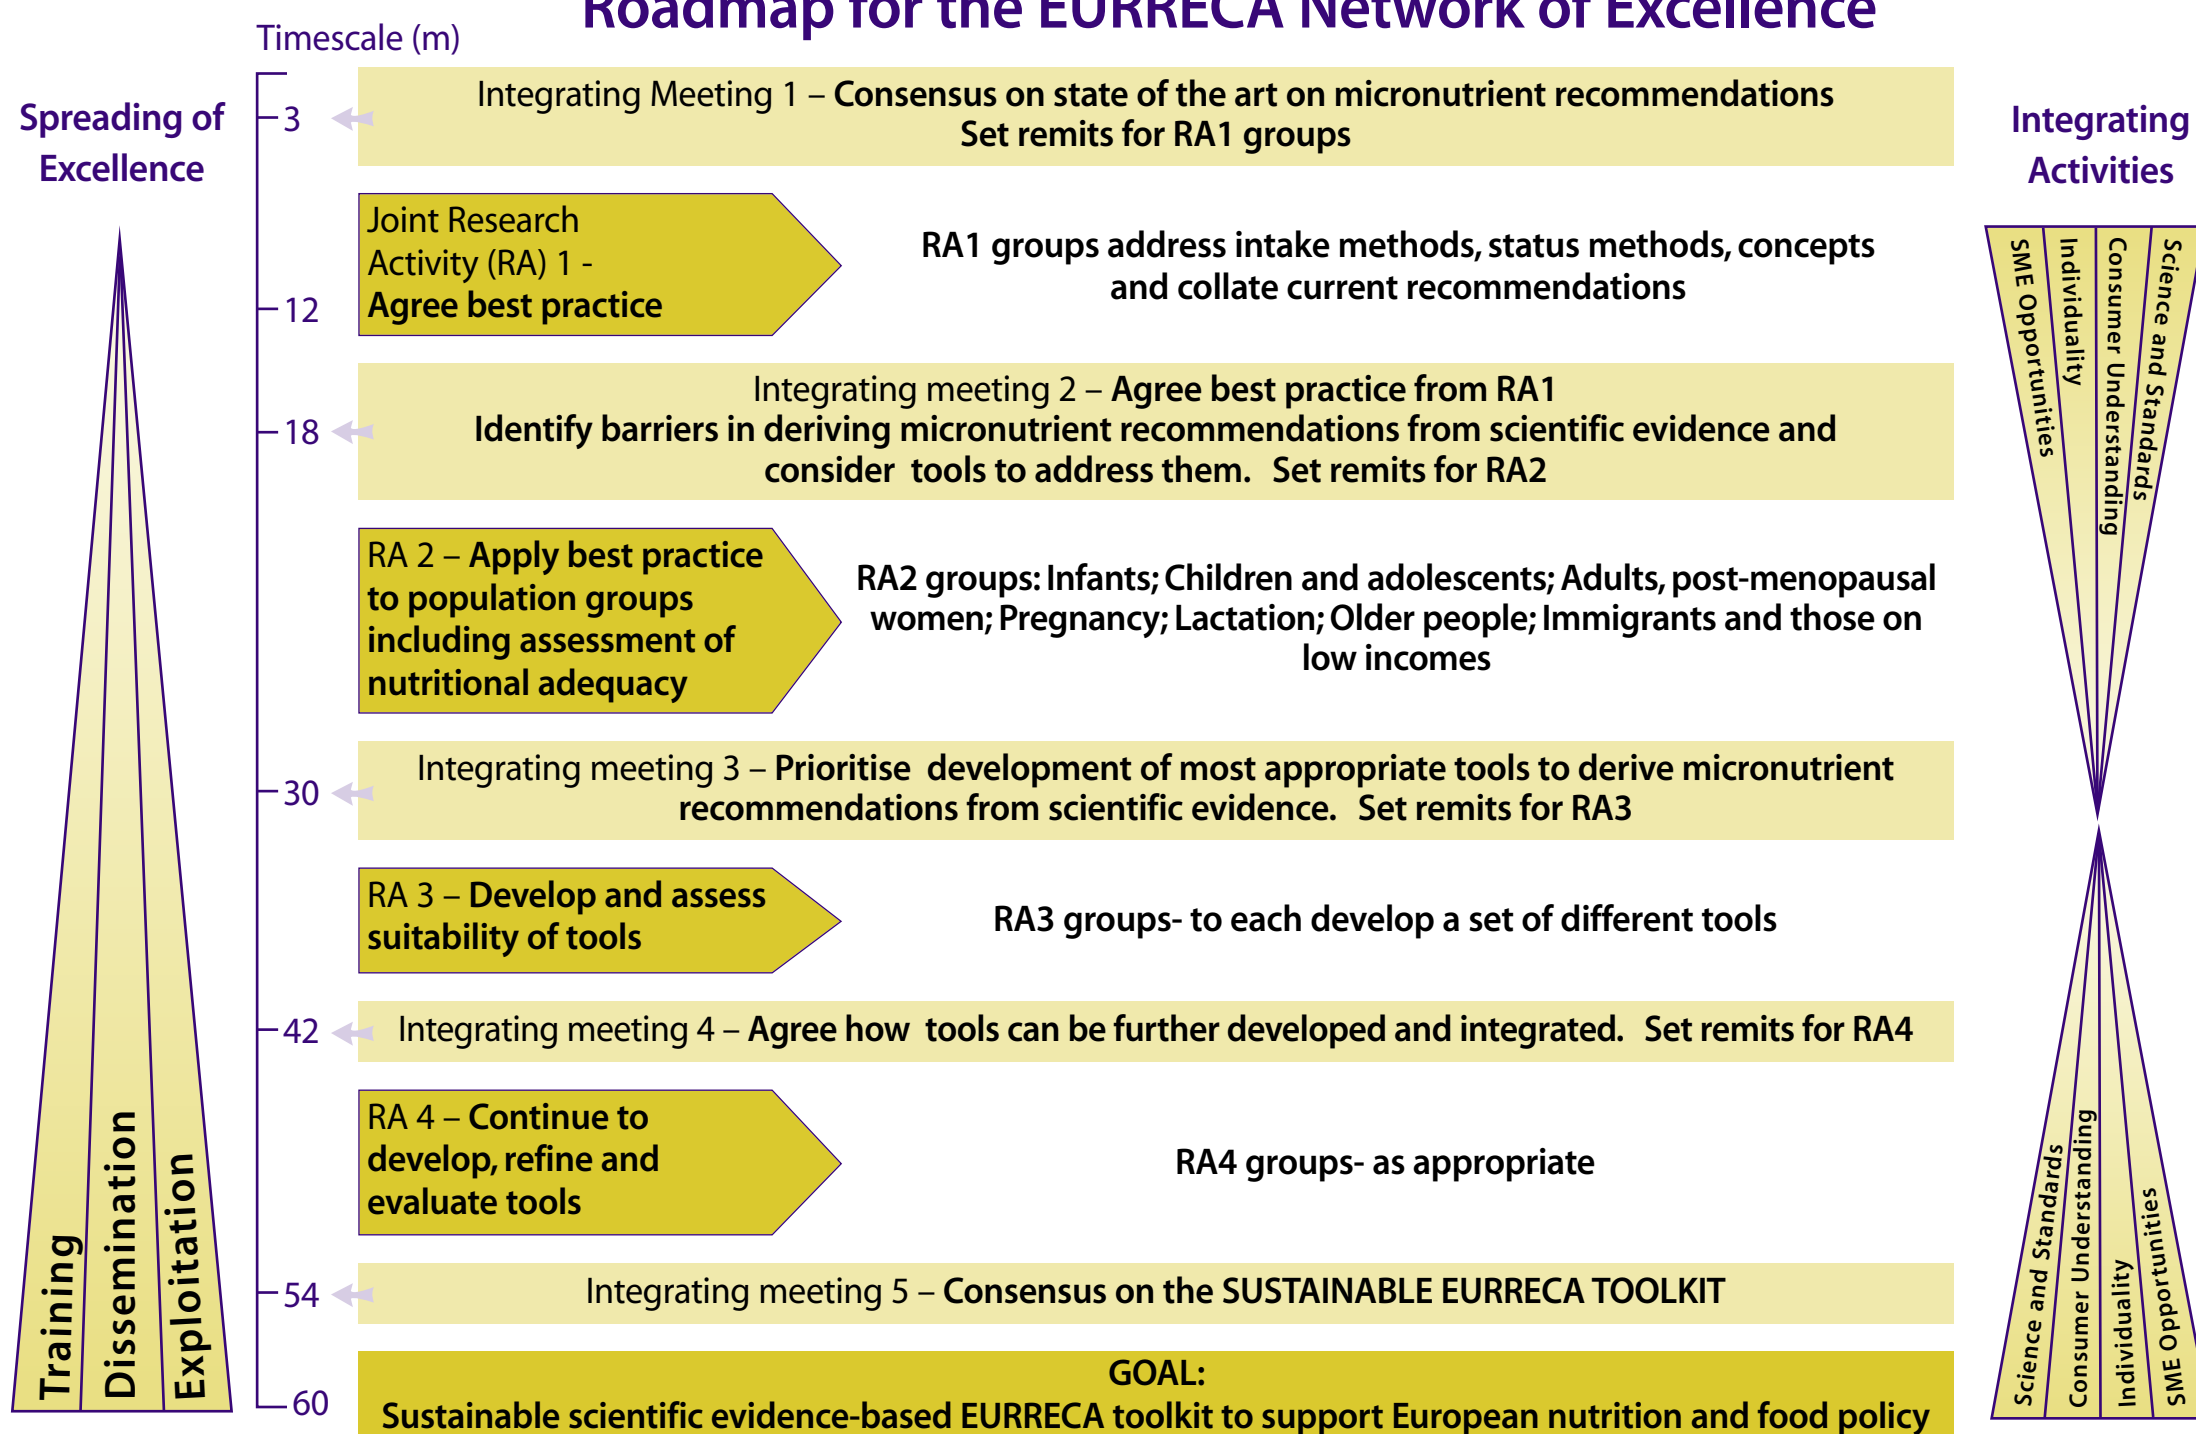 Roadmap for the EURRECA Network of Excellence
Timescale (m)
Spreading of
Excellence
3
12
18
30
42
54
60
Training
Dissemination
Exploitation
Integrating Meeting 1 – Consensus on state of the art on micronutrient recommendations
Set remits for RA1 groups
Joint Research
Activity (RA) 1 -
Agree best practice
RA1 groups address intake methods, status methods, concepts
and collate current recommendations
Integrating meeting 2 – Agree best practice from RA1
Identify barriers in deriving micronutrient recommendations from scientific evidence and
consider tools to address them. Set remits for RA2
RA 2 – Apply best practice
to population groups
including assessment of
nutritional adequacy
RA2 groups: Infants; Children and adolescents; Adults, post-menopausal
women; Pregnancy; Lactation; Older people; Immigrants and those on
low incomes
Integrating meeting 3 – Prioritise development of most appropriate tools to derive micronutrient
recommendations from scientific evidence. Set remits for RA3
RA 3 – Develop and assess
suitability of tools
RA3 groups- to each develop a set of different tools
Integrating meeting 4 – Agree how tools can be further developed and integrated. Set remits for RA4
RA 4 – Continue to
develop, refine and
evaluate tools
RA4 groups- as appropriate
Integrating meeting 5 – Consensus on the SUSTAINABLE EURRECA TOOLKIT
GOAL:
Sustainable scientific evidence-based EURRECA toolkit to support European nutrition and food policy
Integrating
Activities
SME Opportunities
Individuality
Consumer Understanding
Science and Standards
Science and Standards
Consumer Understanding
Individuality
SME Opportunities